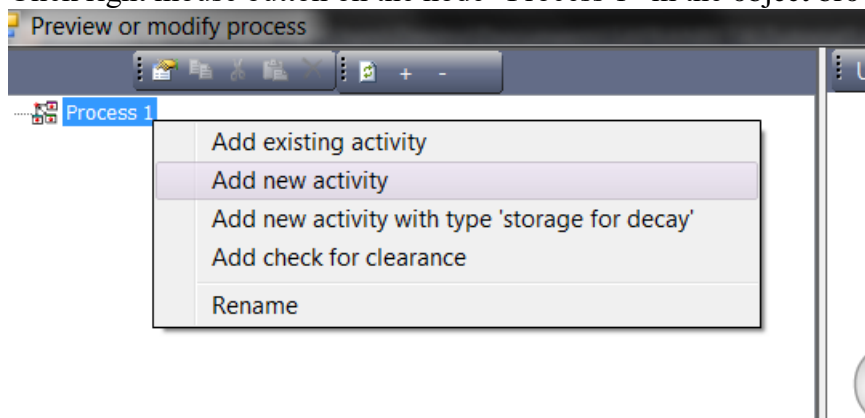 Preview or modify process
+ -
Process 1
Add existing activity
Add new activity
Add new activity with type 'storage for decay'
Add check for clearance
Rename